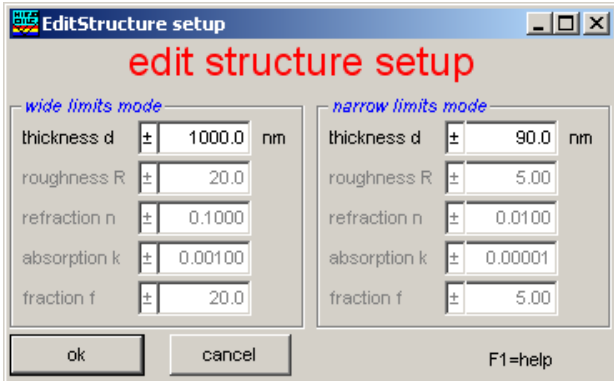 EditStructure setup
edit structure setup
wide limits mode
thickness d ± 1000.0 nm
roughness R ± 20.0
refraction n ± 0.1000
absorption k ± 0.00100
fraction f ± 20.0
narrow limits mode
thickness d ± 90.0 nm
roughness R ± 5.00
refraction n ± 0.0100
absorption k ± 0.00001
fraction f ± 5.00
ok cancel F1=help